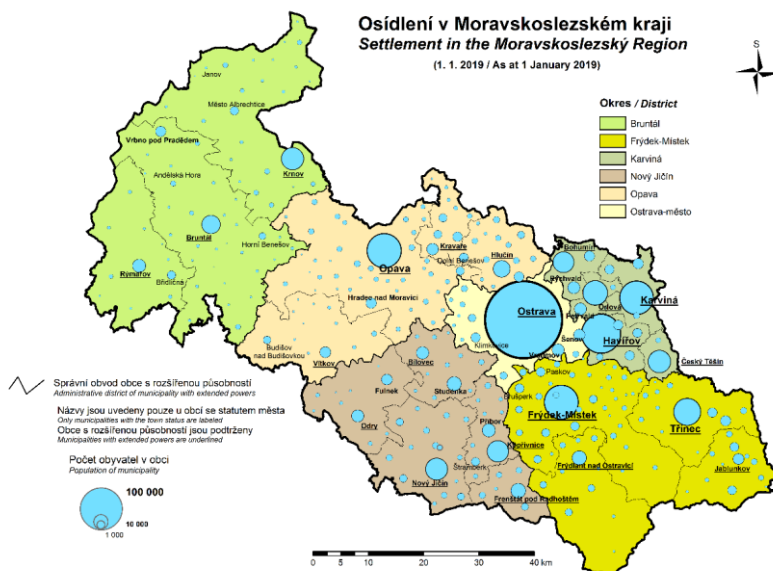 Osídlení v Moravskoslezském kraji
Settlement in the Moravskoslezský Region
(1. 1. 2019 / As at 1 January 2019)
S
Okres / District
Bruntál
Frýdek-Místek
Karviná
Nový Jičín
Opava
Ostrava-město
Janov
Město Albrechtice
Vrbno pod Pradědem
Krnov
Andělská Hora
Bruntál
Horní Benešov
Rýmařov
Břidličná
Opava
Kravaře
Dolní Benešov
Hlučín
Hradec nad Moravicí
Budišov
nad Budišovkou
Vítkov
Bohumín
Rychvald
Orlová
Karviná
Petřvald
Ostrava
Šenov
Havířov
Český Těšín
Klimkovice
Vratimov
Paskov
Brušperk
Frýdek-Místek
Třinec
Jablunkov
Frýdlant nad Ostravicí
Bílovec
Fulnek
Studénka
Odry
Příbor
Kopřivnice
Štramberk
Nový Jičín
Frenštát pod Radhoštěm
Správní obvod obce s rozšířenou působností
Administrative district of municipality with extended powers
Názvy jsou uvedeny pouze u obcí se statutem města
Only municipalities with the town status are labeled
Obce s rozšířenou působností jsou podtrženy
Municipalities with extended powers are underlined
Počet obyvatel v obci
Population of municipality
100 000
10 000
1 000
0 5 10 20 30 40 km